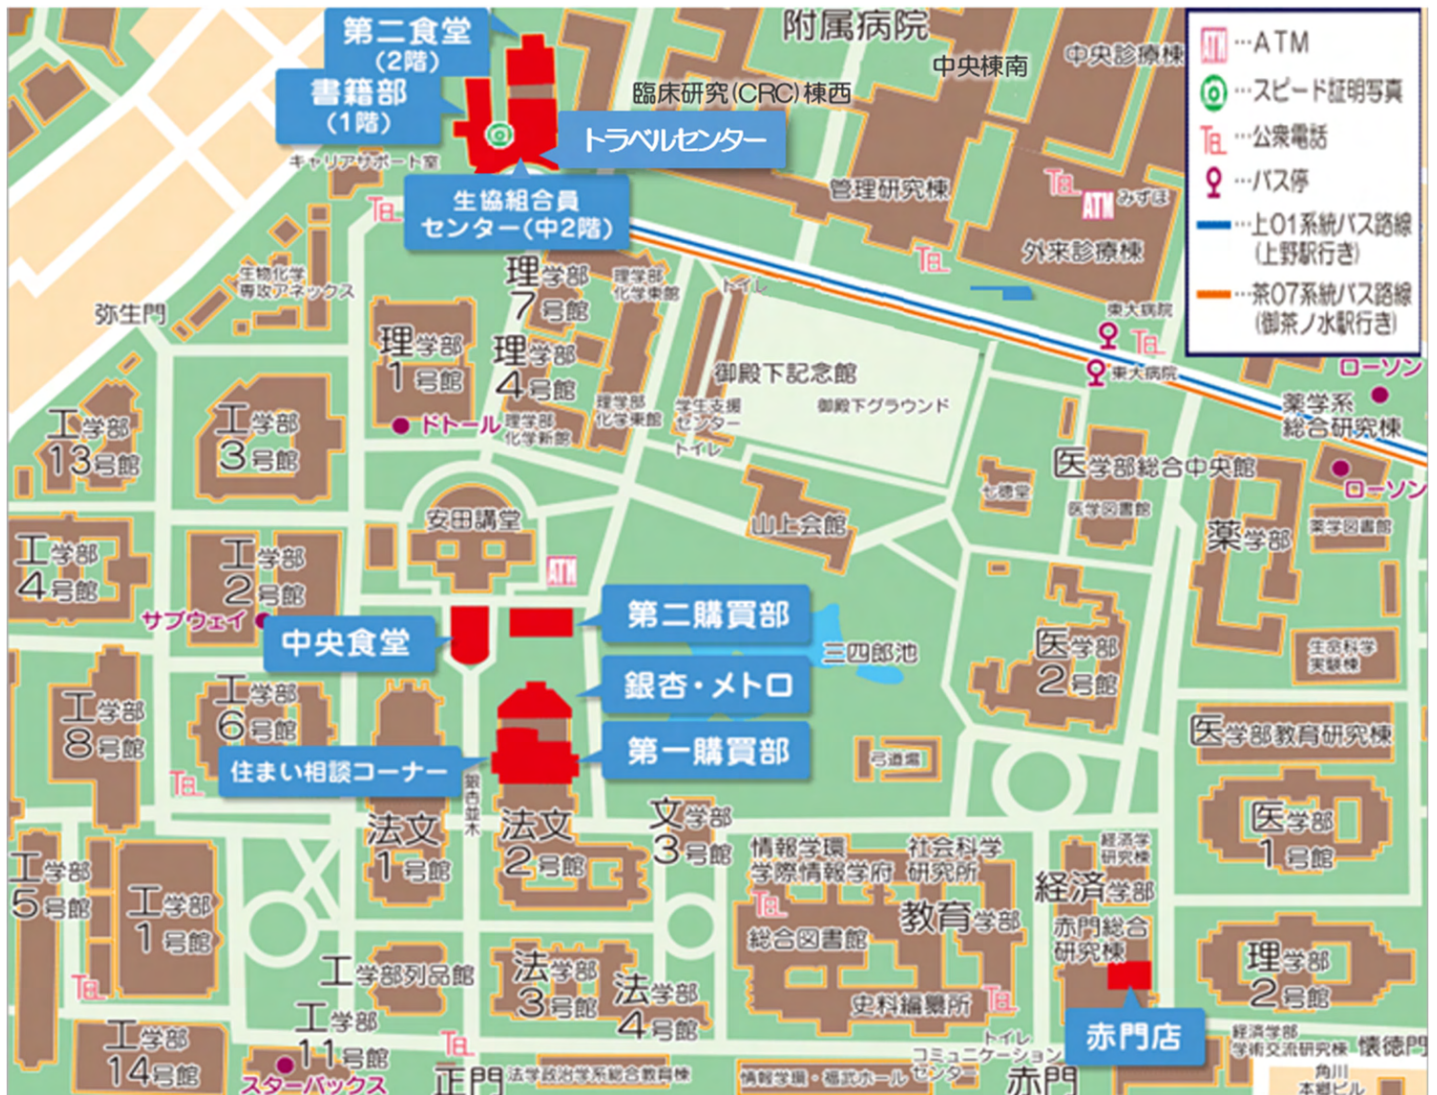 第二食堂
(2階)
書籍部
(1階)
トラベルセンター
生協組合員
センター(中2階)
キャリアサポート室
TEL
附属病院
中央棟南
中央診療棟
臨床研究(CRC)棟西
管理研究棟
TEL
ATM
みずほ
外来診療棟
TEL
ATM
…ATM
…スピード証明写真
TEL
…公衆電話
…バス停
…上01系統バス路線
(上野駅行き)
…茶07系統バス路線
(御茶ノ水駅行き)
生物化学
専攻アネックス
弥生門
理学部
7号館
理学部
化学東館
トイレ
理学部
1号館
理学部
4号館
御殿下記念館
御殿下グラウンド
東大病院
TEL
東大病院
ローソン
薬学系
総合研究棟
ローソン
工学部
13号館
工学部
3号館
ドトール
理学部
化学新館
理学部
化学東館
学生支援
センター
トイレ
医学部総合中央館
七徳堂
医学図書館
薬学部
薬学図書館
安田講堂
山上会館
工学部
4号館
工学部
2号館
ATM
サブウェイ
中央食堂
第二購買部
三四郎池
医学部
2号館
生命科学
実験棟
銀杏・メトロ
工学部
8号館
工学部
6号館
第一購買部
住まい相談コーナー
TEL
銀杏並木
弓道場
医学部教育研究棟
法文
1号館
法文
2号館
文学部
3号館
情報学環
学際情報学府
社会科学
研究所
経済学
研究棟
医学部
1号館
工学部
5号館
工学部
1号館
TEL
総合図書館
教育学部
経済学部
赤門総合
研究棟
工学部列品館
法学部
3号館
法学部
4号館
史料編纂所
TEL
理学部
2号館
TEL
工学部
14号館
工学部
11号館
スターバックス
TEL
正門
法学政治学系総合教育棟
情報学環・福武ホール
トイレ
コミュニケーション
センター
赤門
赤門店
経済学部
学術交流研究棟
懐徳門
角川
本郷ビル